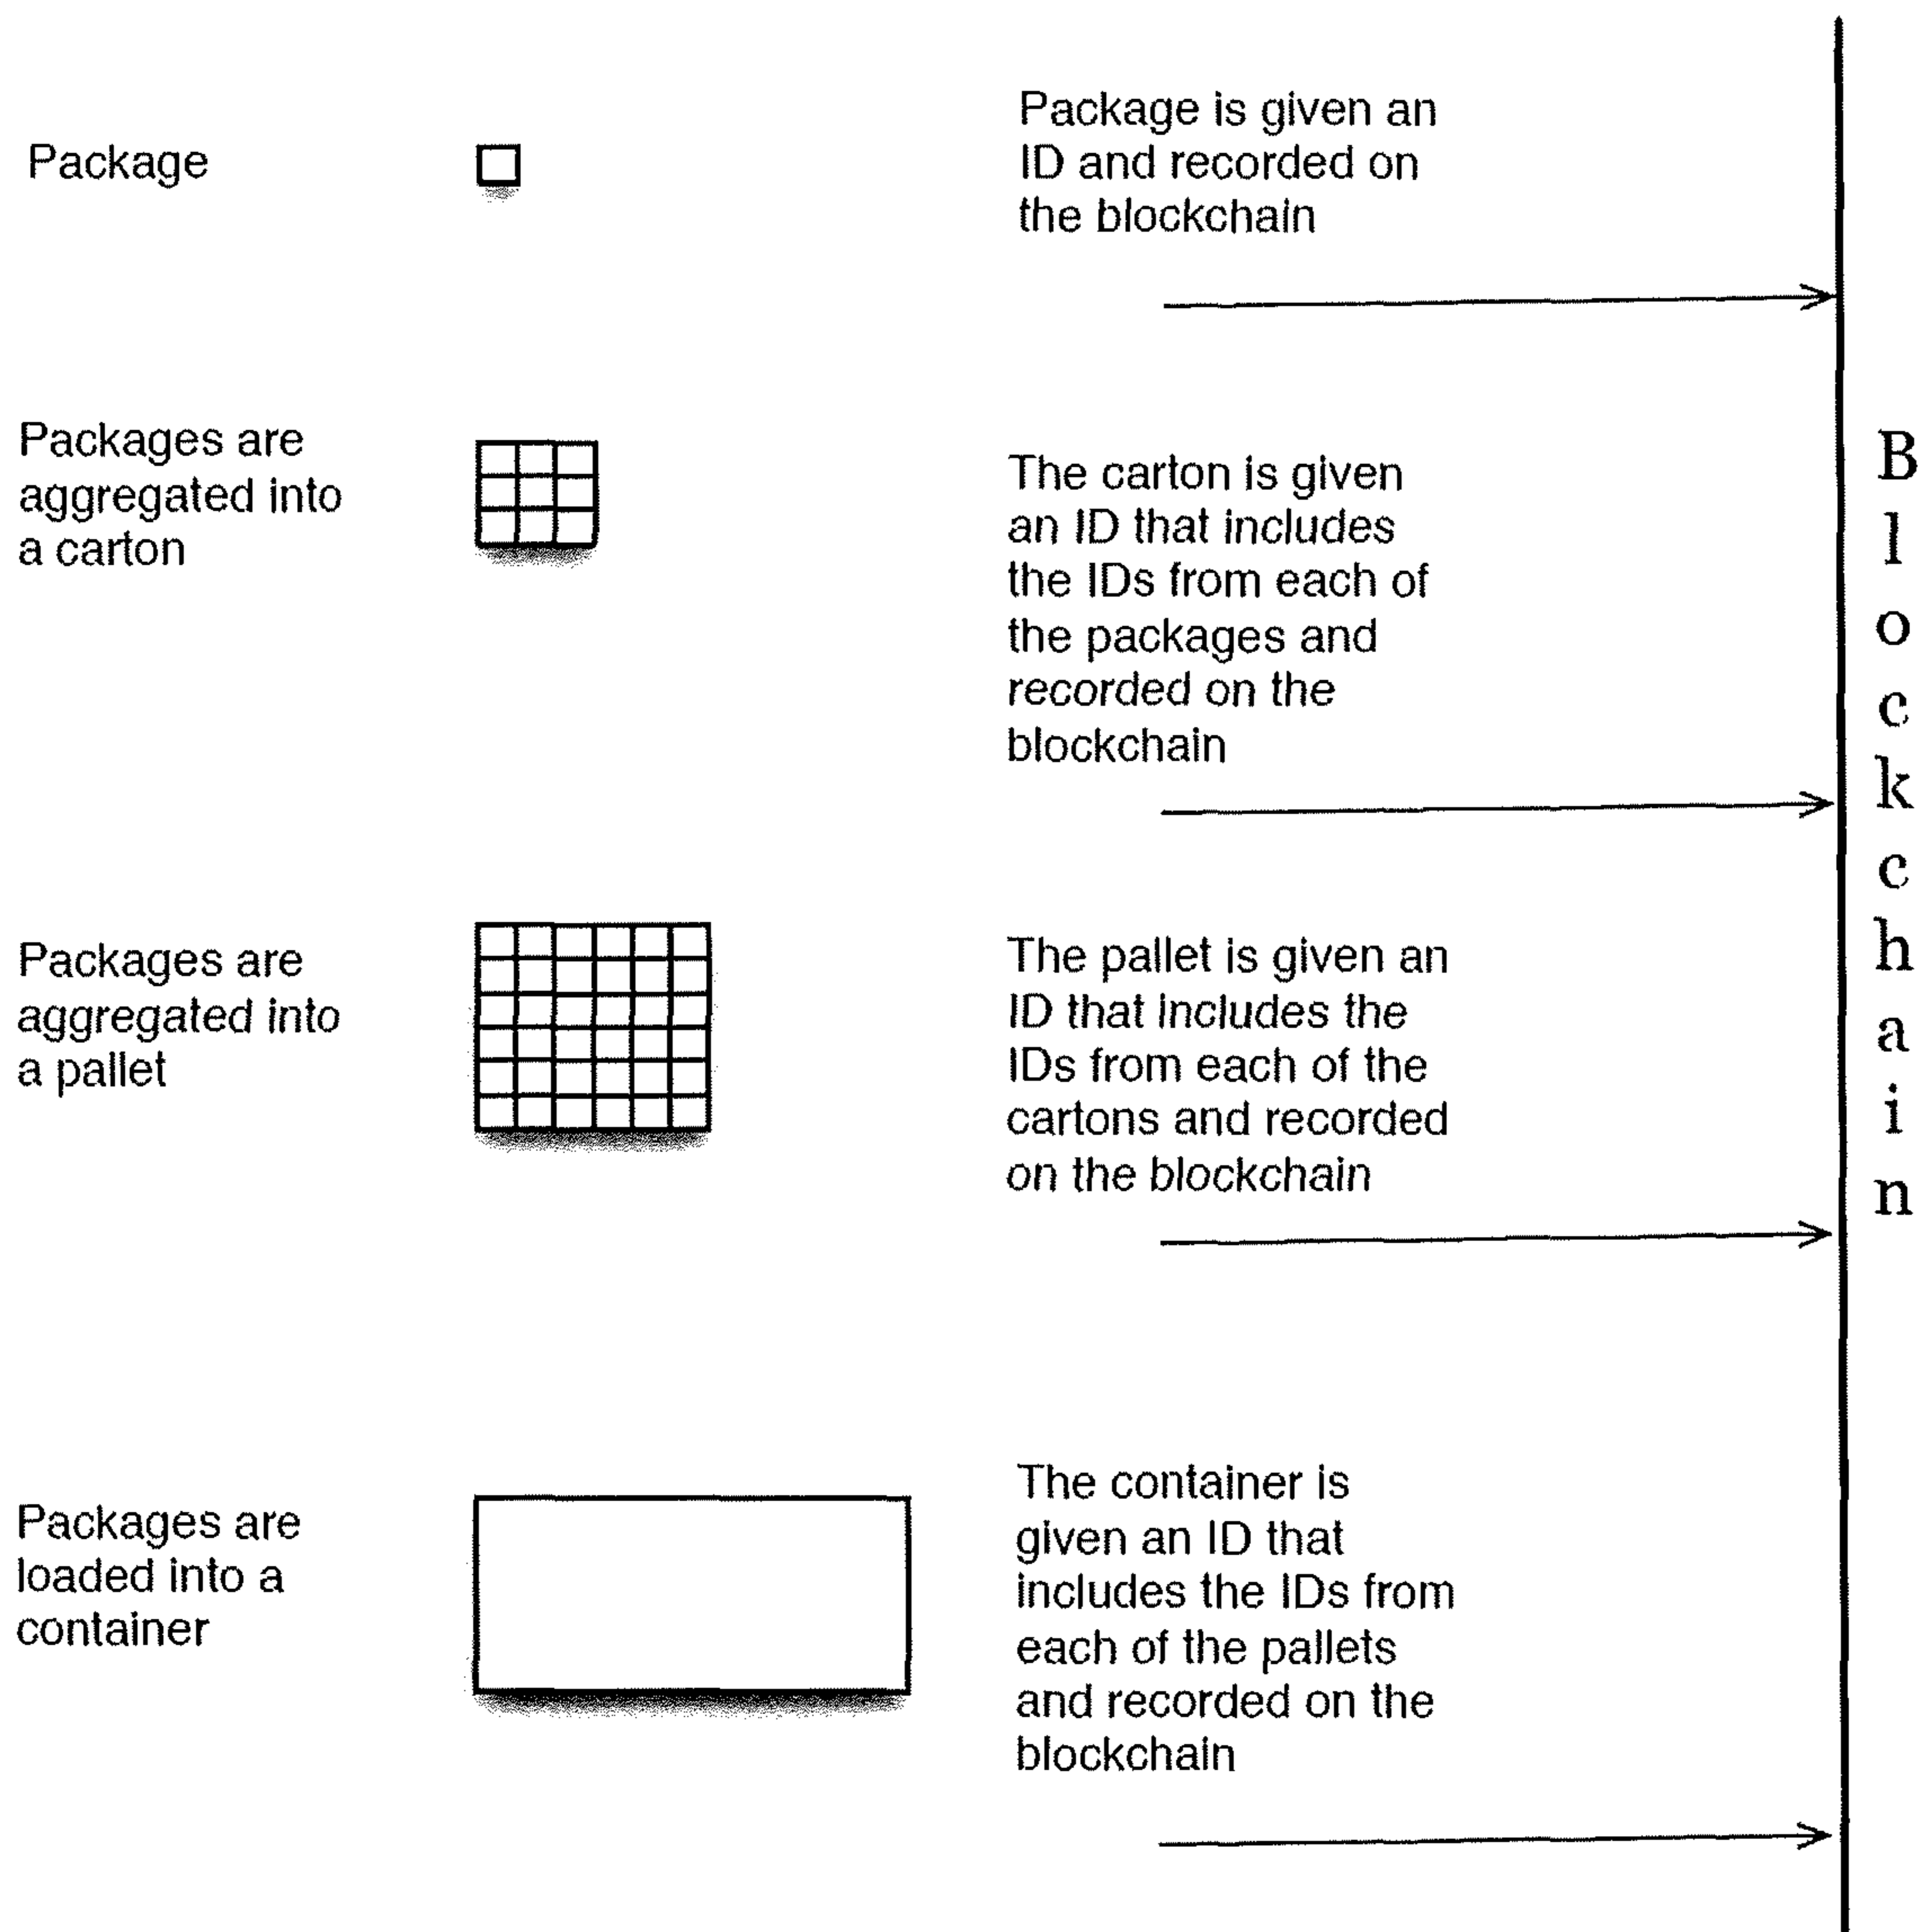 Package
Package is given an
ID and recorded on
the blockchain
Packages are
aggregated into
a carton
The carton is given
an ID that includes
the IDs from each of
the packages and
recorded on the
blockchain
Packages are
aggregated into
a pallet
The pallet is given an
ID that includes the
IDs from each of the
cartons and recorded
on the blockchain
Packages are
loaded into a
container
The container is
given an ID that
includes the IDs from
each of the pallets
and recorded on the
blockchain
Blockchain